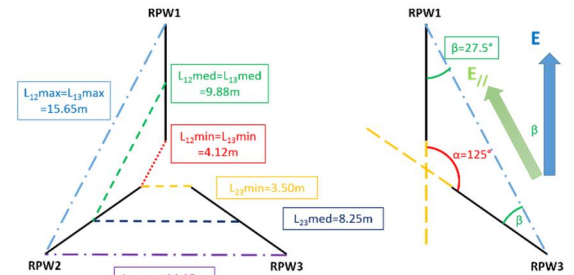 RPW1
L12med=L13med
=9.88m
L12max=L13max
=15.65m
L12min=L13min
=4.12m
L23min=3.50m
L23med=8.25m
RPW2
RPW3
RPW1
β=27.5°
E
E//
β
α=125°
β
RPW3